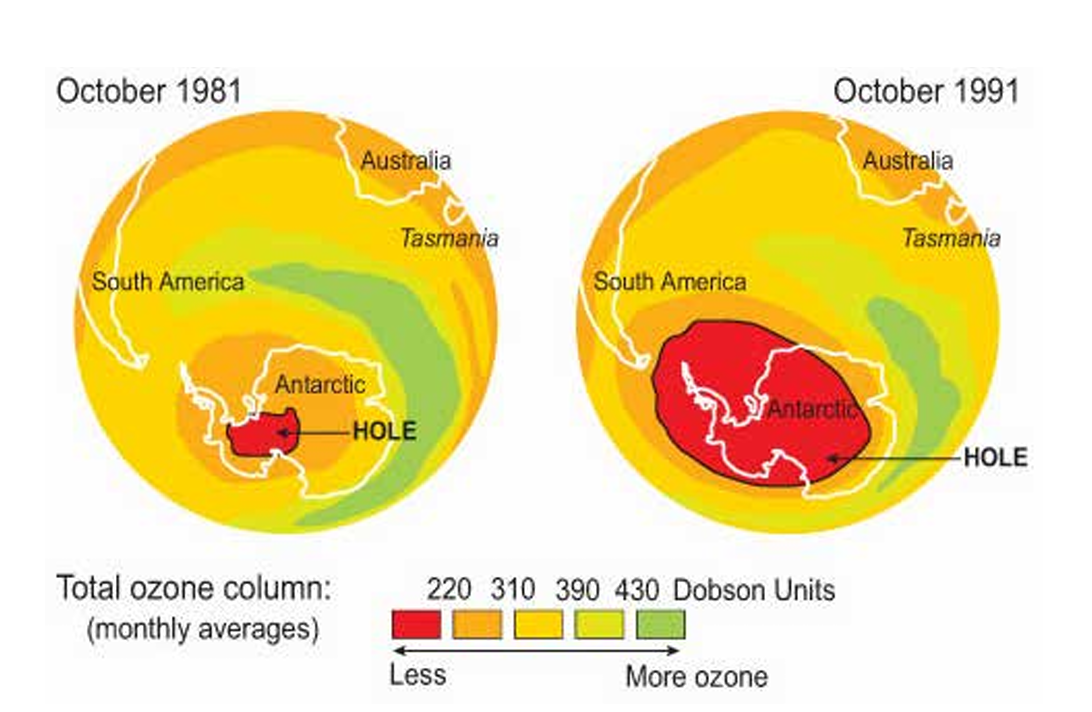 October 1981
October 1991
Australia
Tasmania
South America
Antarctic
HOLE
Australia
Tasmania
South America
Antarctic
HOLE
Total ozone column:
(monthly averages)
220 310 390 430 Dobson Units
Less
More ozone